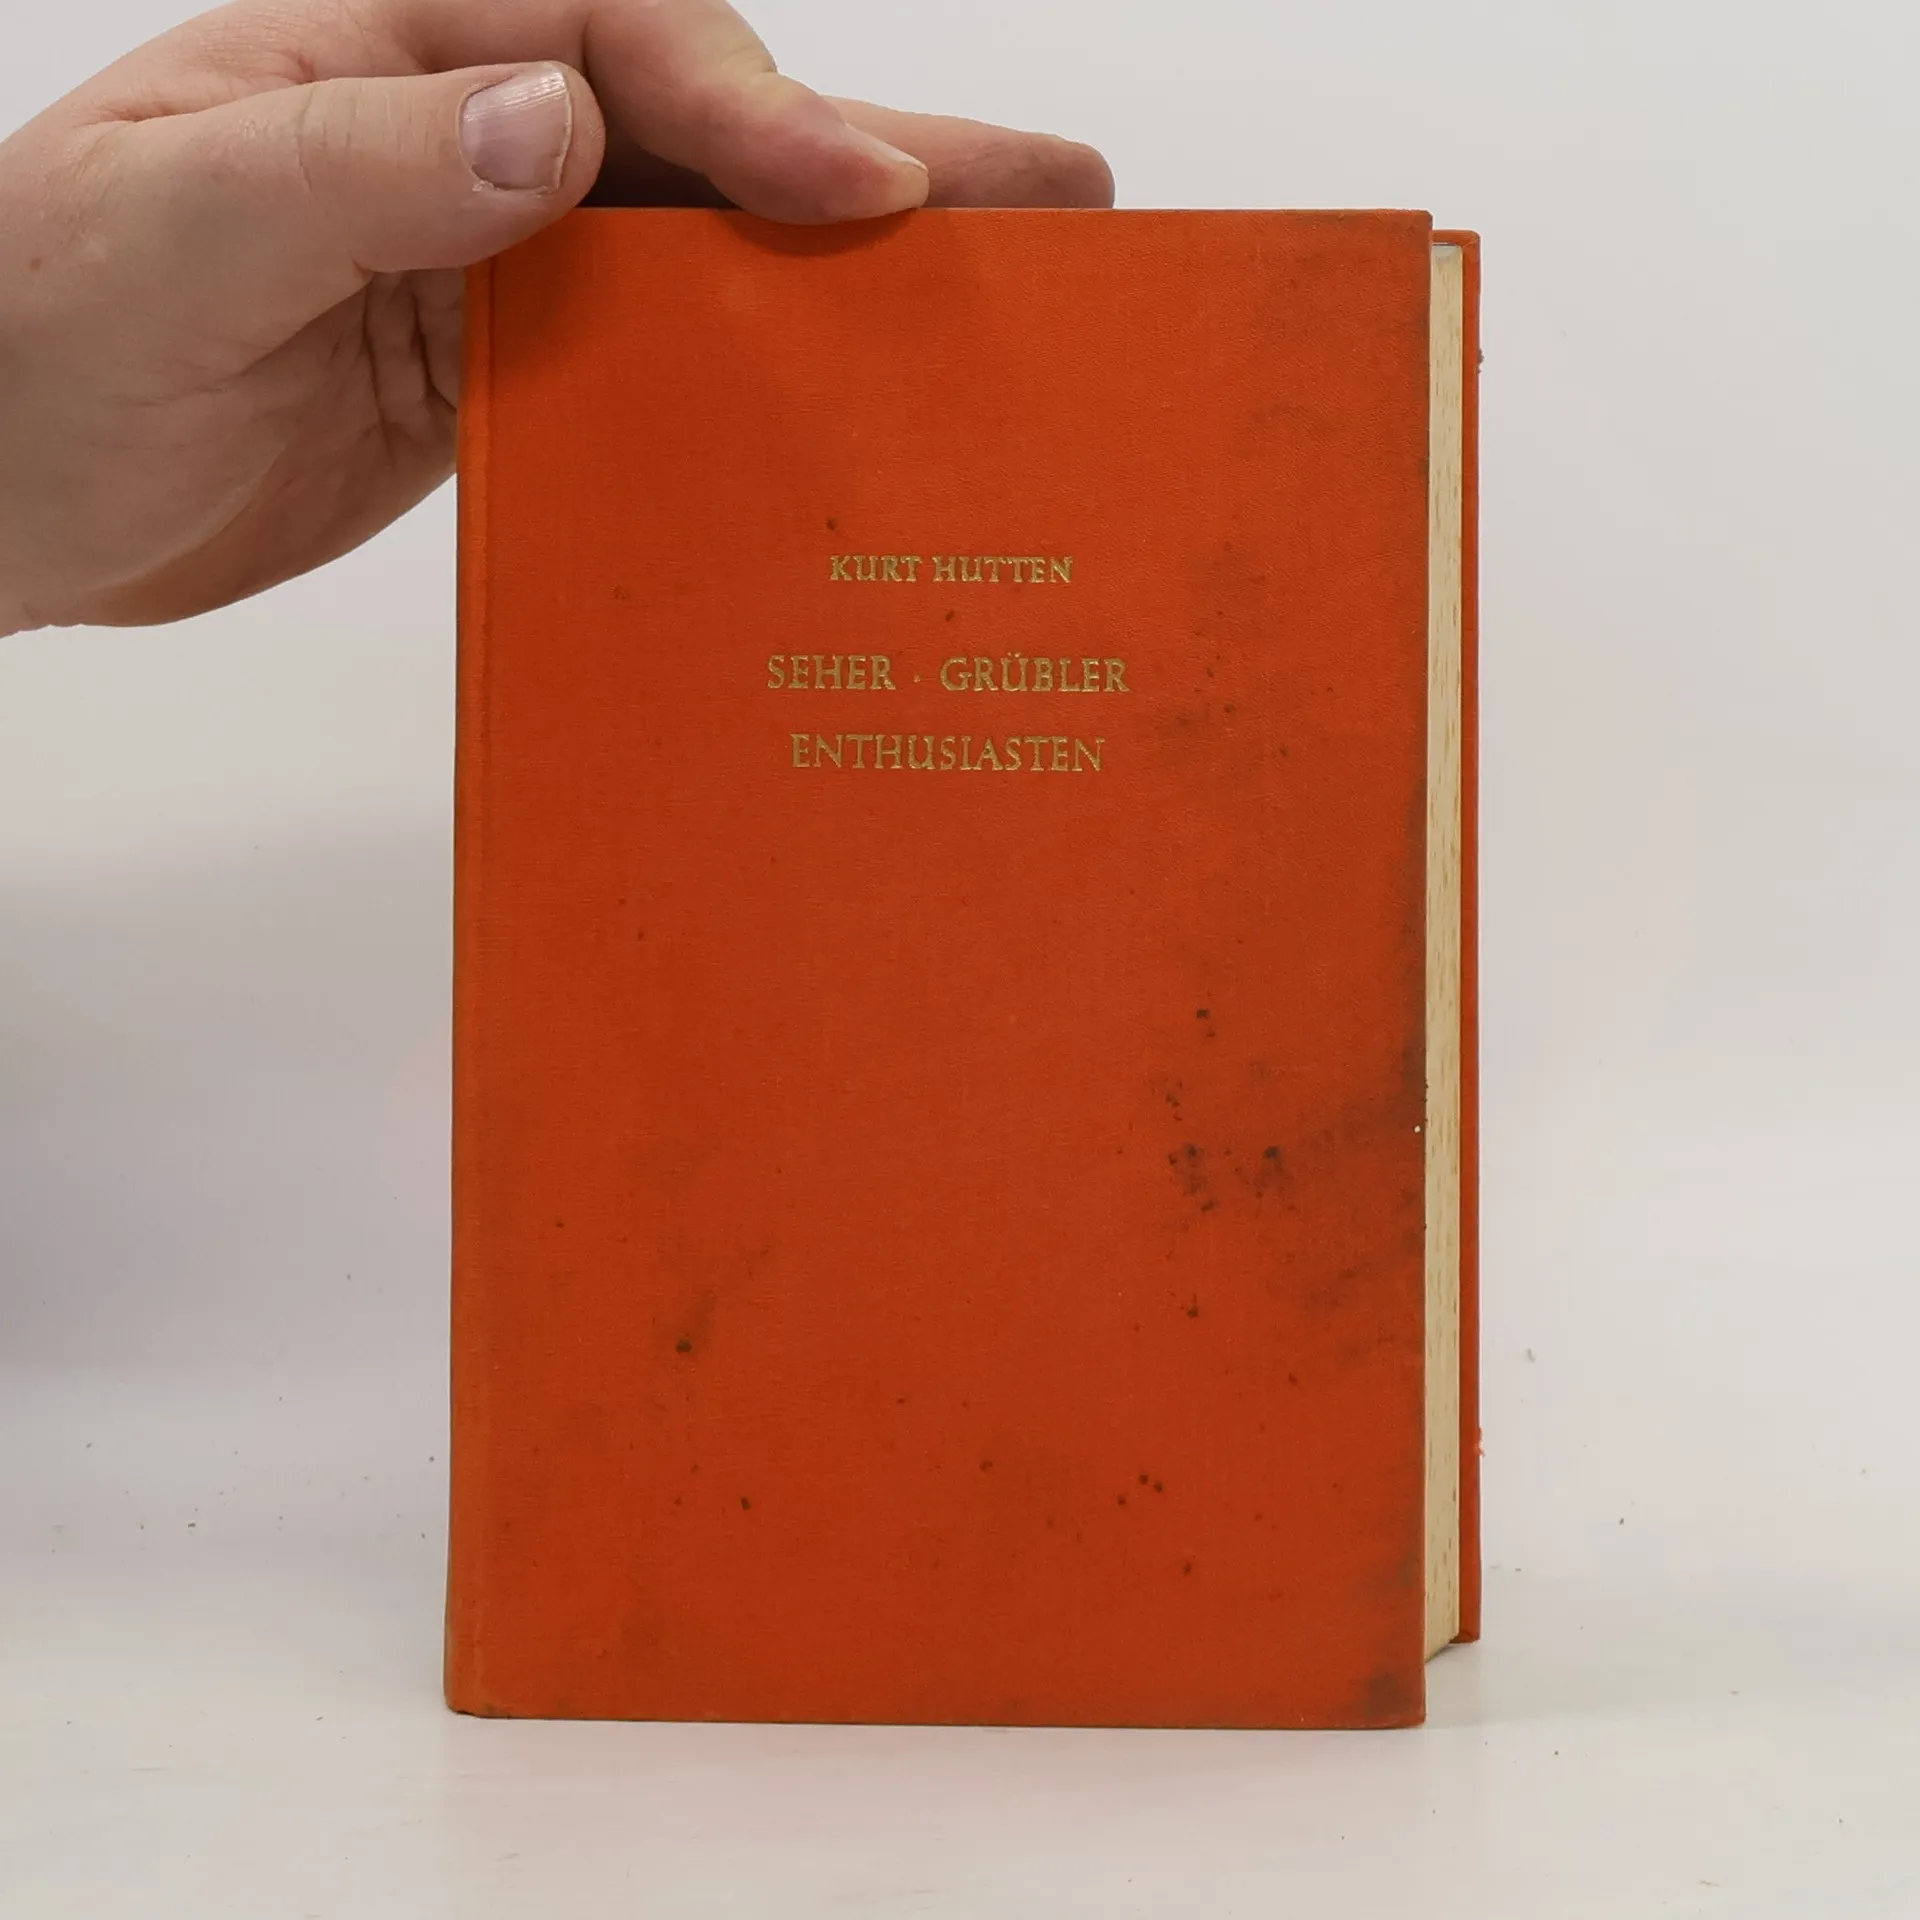 KURT HUTTEN
SEHER · GRÜBLER
ENTHUSIASTEN